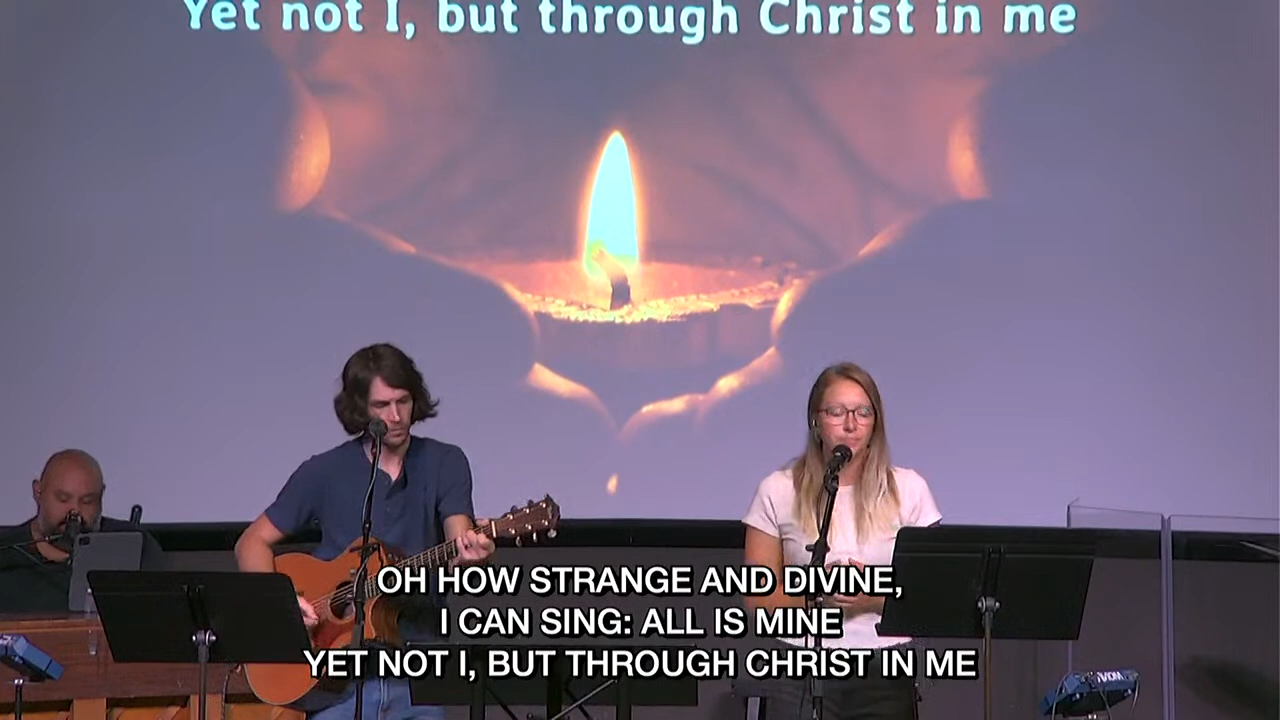 Yet not I, but through Christ in me
OH HOW STRANGE AND DIVINE,
I CAN SING: ALL IS MINE
YET NOT I, BUT THROUGH CHRIST IN ME